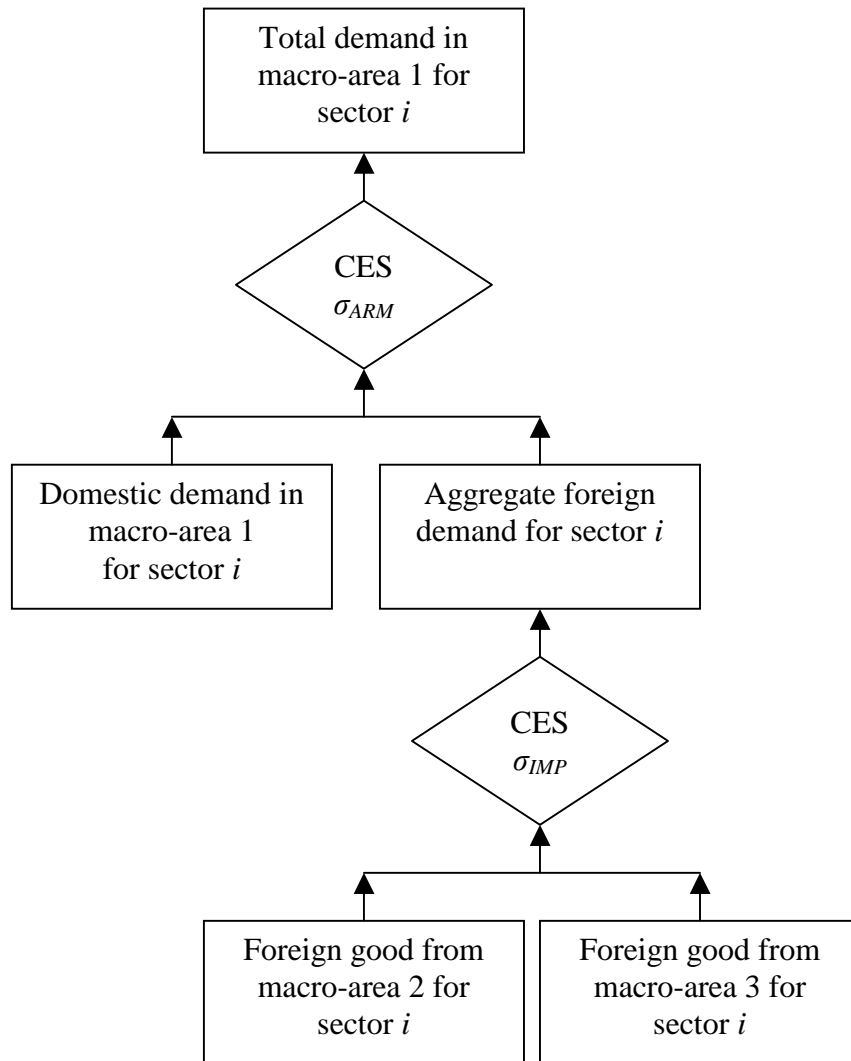 Total demand in
macro-area 1 for
sector i
CES
σARM
Domestic demand in
macro-area 1
for sector i
Aggregate foreign
demand for sector i
CES
σIMP
Foreign good from
macro-area 2 for
sector i
Foreign good from
macro-area 3 for
sector i